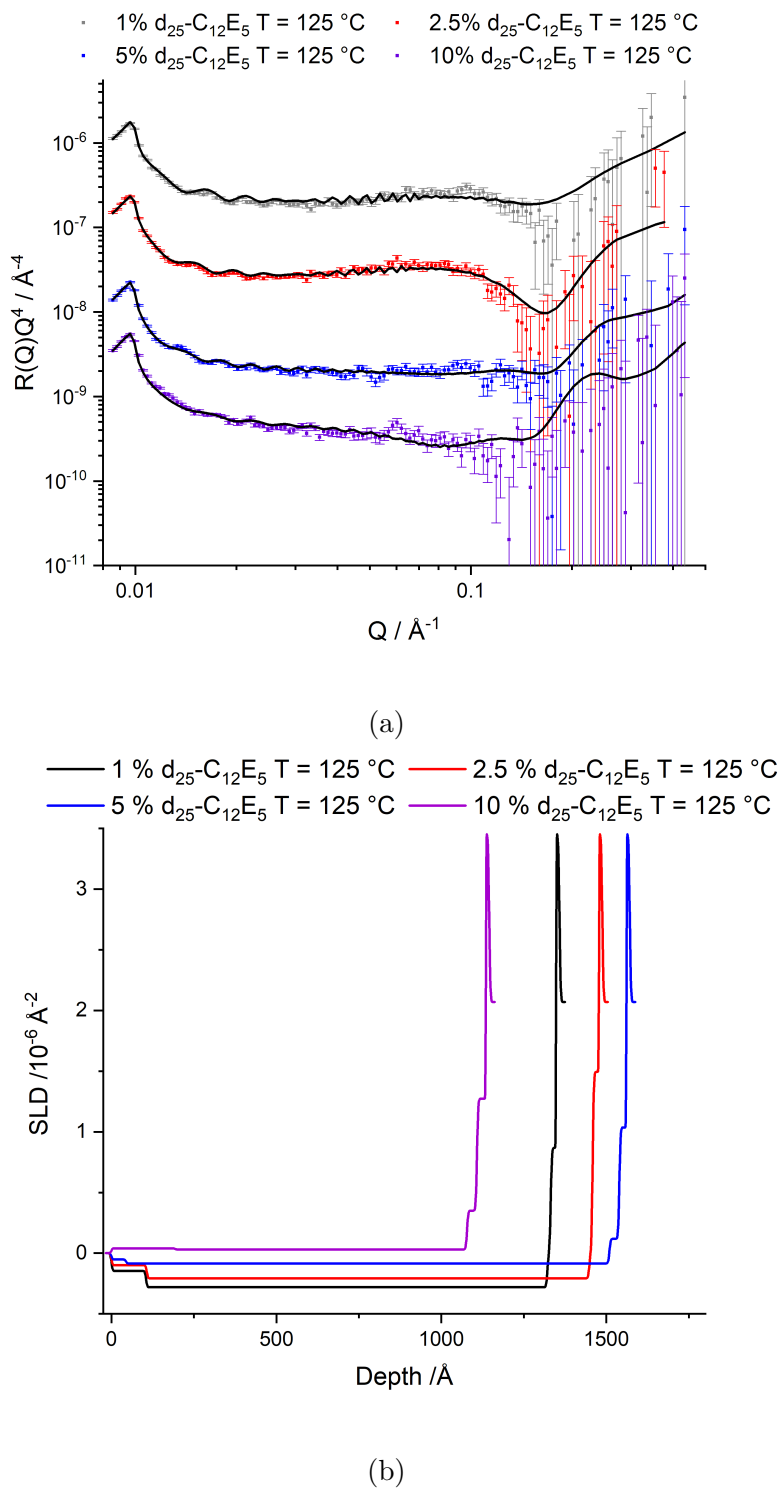 1% d₂₅-C₁₂E₅ T = 125 °C 2.5% d₂₅-C₁₂E₅ T = 125 °C
5% d₂₅-C₁₂E₅ T = 125 °C 10% d₂₅-C₁₂E₅ T = 125 °C
10⁻⁶
10⁻⁷
10⁻⁸
10⁻⁹
10⁻¹⁰
10⁻¹¹
R(Q)Q⁴ / Å⁻⁴
0.01 0.1
Q / Å⁻¹
(a)
1 % d₂₅-C₁₂E₅ T = 125 °C 2.5 % d₂₅-C₁₂E₅ T = 125 °C
5 % d₂₅-C₁₂E₅ T = 125 °C 10 % d₂₅-C₁₂E₅ T = 125 °C
3
2
1
0
SLD /10⁻⁶ Å⁻²
0 500 1000 1500
Depth /Å
(b)